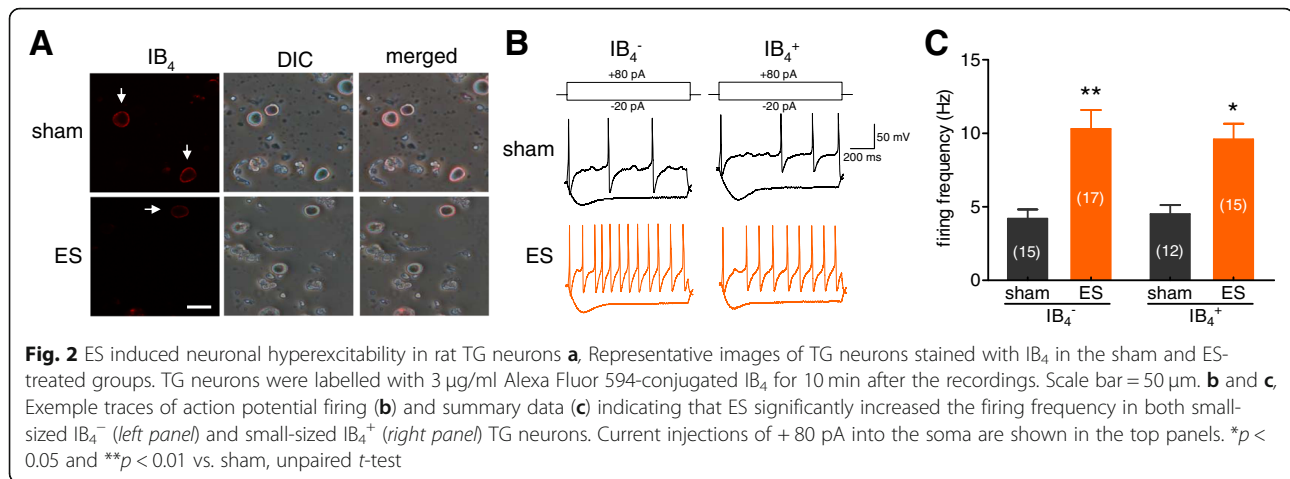 A
IB₄ DIC merged
sham
ES
B
IB₄⁻ IB₄⁺
+80 pA +80 pA
-20 pA -20 pA
sham
50 mV
200 ms
ES
C
firing frequency (Hz)
15
10
5
0
** *
(15) (17) (12) (15)
sham ES sham ES
IB₄⁻ IB₄⁺
Fig. 2 ES induced neuronal hyperexcitability in rat TG neurons a, Representative images of TG neurons stained with IB₄ in the sham and ES-
treated groups. TG neurons were labelled with 3 μg/ml Alexa Fluor 594-conjugated IB₄ for 10 min after the recordings. Scale bar = 50 μm. b and c,
Exemple traces of action potential firing (b) and summary data (c) indicating that ES significantly increased the firing frequency in both small-
sized IB₄⁻ (left panel) and small-sized IB₄⁺ (right panel) TG neurons. Current injections of + 80 pA into the soma are shown in the top panels. *p <
0.05 and **p < 0.01 vs. sham, unpaired t-test